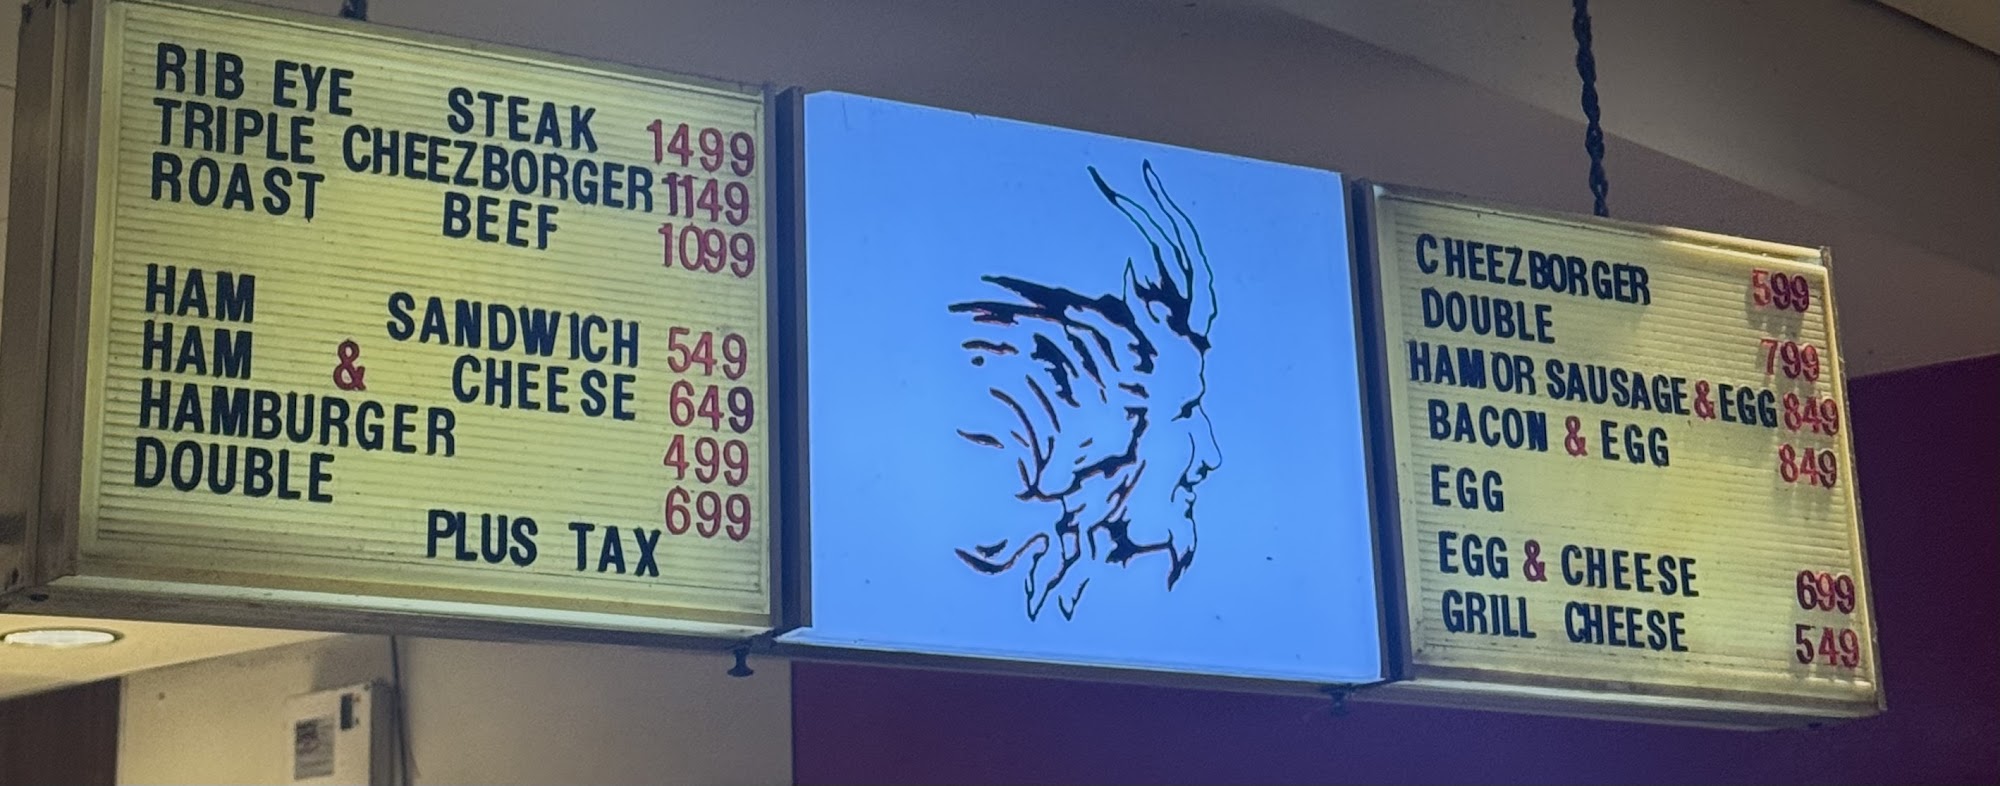 RIB EYE STEAK 1499
TRIPLE CHEEZBORGER 1149
ROAST BEEF 1099
HAM SANDWICH 549
HAM & CHEESE 649
HAMBURGER 499
DOUBLE 699
PLUS TAX
CHEEZBORGER 599
DOUBLE 799
HAM OR SAUSAGE & EGG 849
BACON & EGG 849
EGG
EGG & CHEESE 699
GRILL CHEESE 549